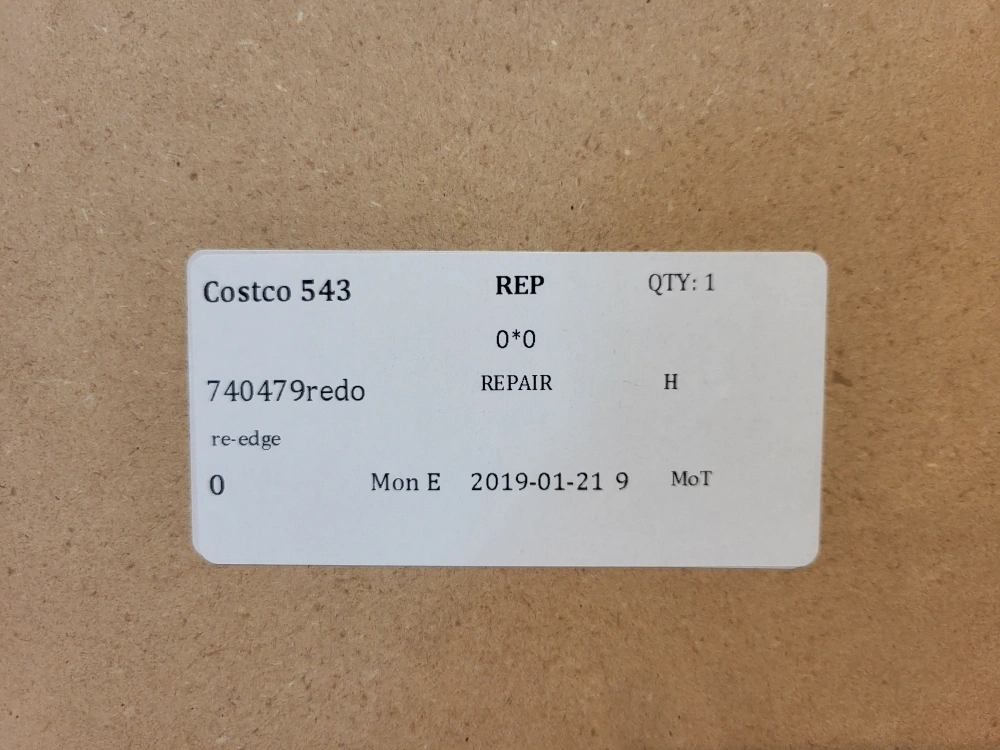 Costco 543 REP QTY: 1
0*0
740479redo REPAIR H
re-edge
0 Mon E 2019-01-21 9 MoT